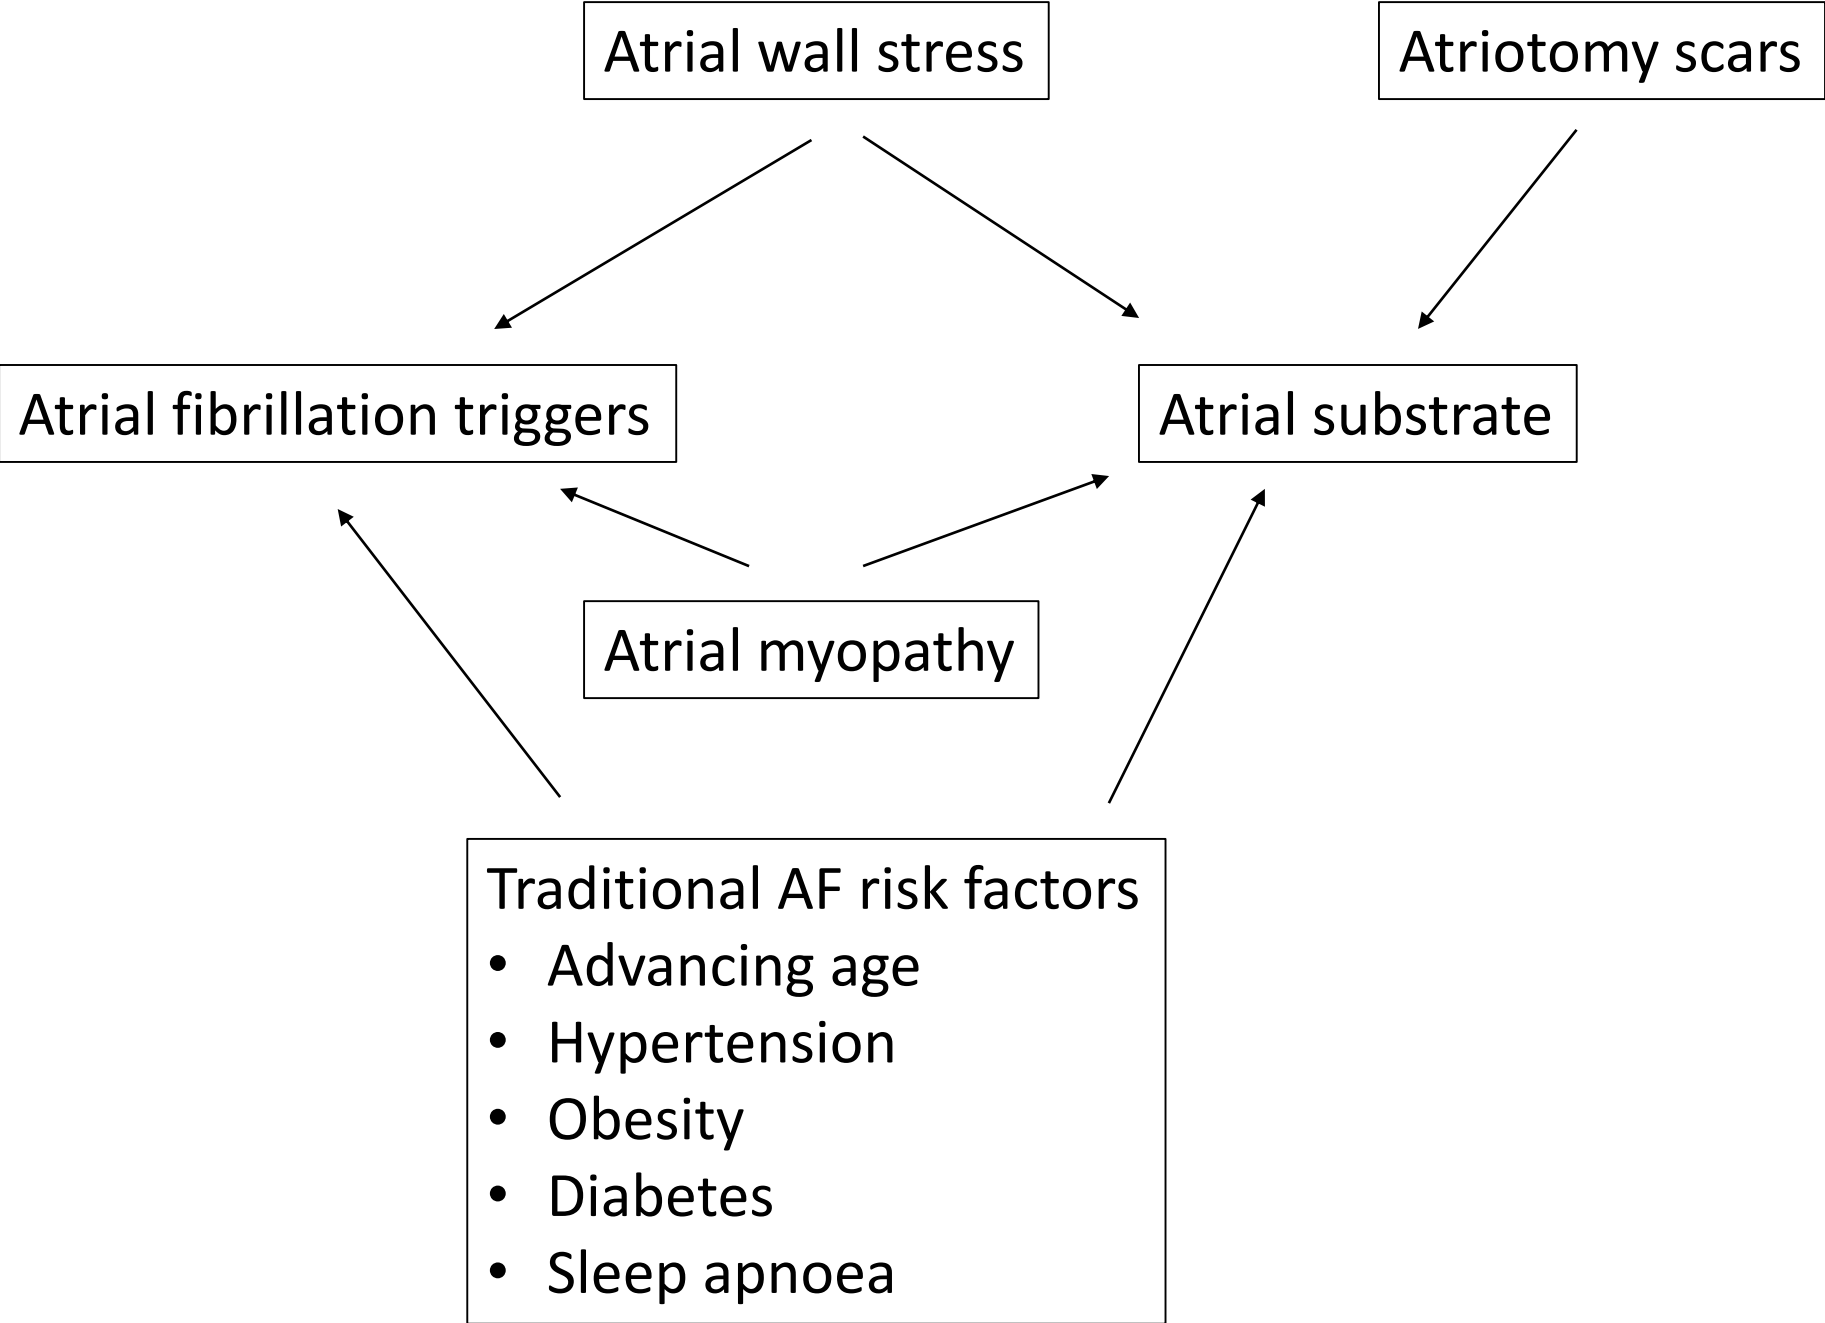 Atrial wall stress
Atriotomy scars
Atrial fibrillation triggers
Atrial substrate
Atrial myopathy
Traditional AF risk factors
• Advancing age
• Hypertension
• Obesity
• Diabetes
• Sleep apnoea